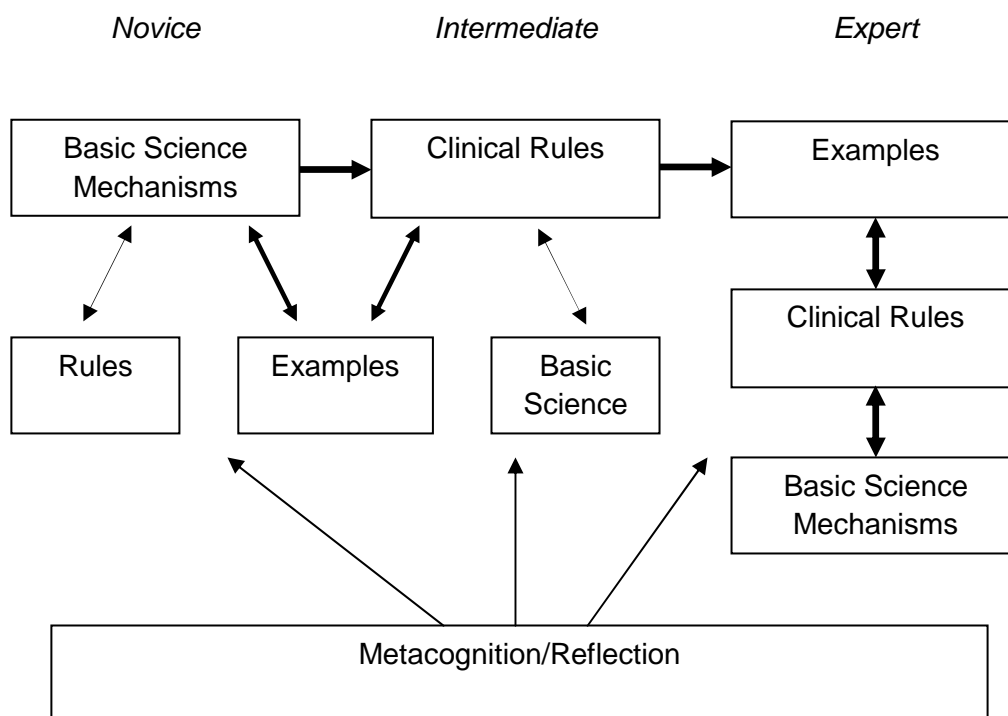 Novice
Intermediate
Expert
Basic Science
Mechanisms
Clinical Rules
Examples
Clinical Rules
Rules
Examples
Basic
Science
Basic Science
Mechanisms
Metacognition/Reflection